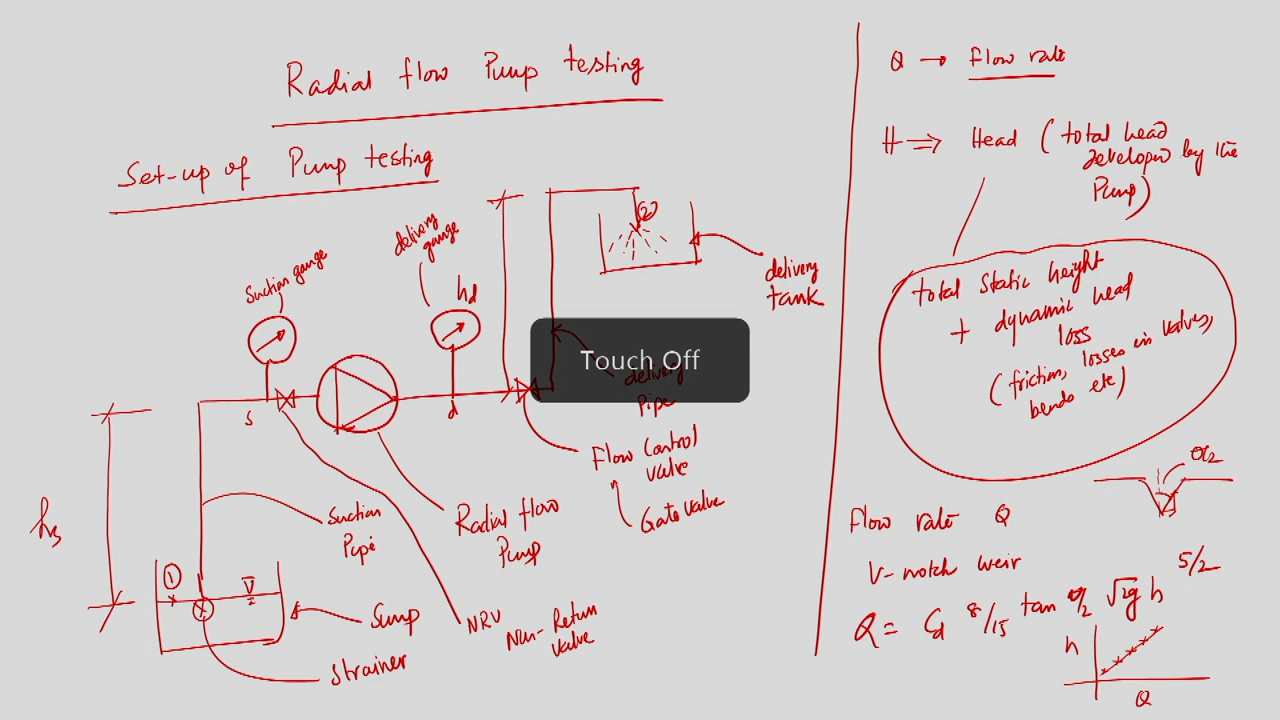 Radial flow Pump testing
Set-up of Pump testing
Suction gauge
delivery
gauge
hd
2
delivery
tank
Touch Off
delivery
Pipe
s
d
Flow Control
valve
Gate valve
hs
Suction
Pipe
Radial flow
Pump
1
Sump
NRV
Non-Return
Valve
Strainer
Q → Flow rate
H ⇒ Head (total head
developed by the
Pump)
total static height
+ dynamic head
loss
(friction, losses in valves,
bends etc)
θ/2
Flow rate Q
V-notch weir
Q = Cd 8/15 tan θ/2 √2g h 5/2
h
Q